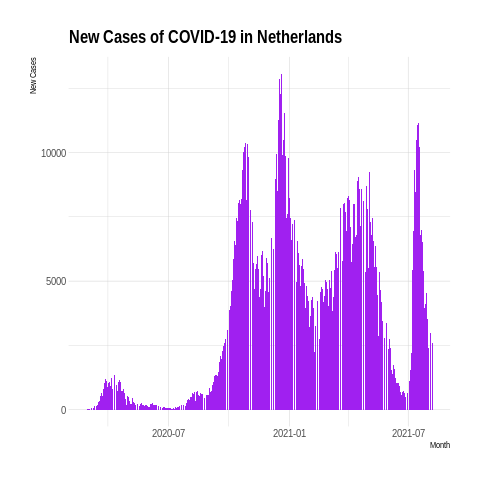 New Cases of COVID-19 in Netherlands
New Cases
10000
5000
0
2020-07
2021-01
2021-07
Month